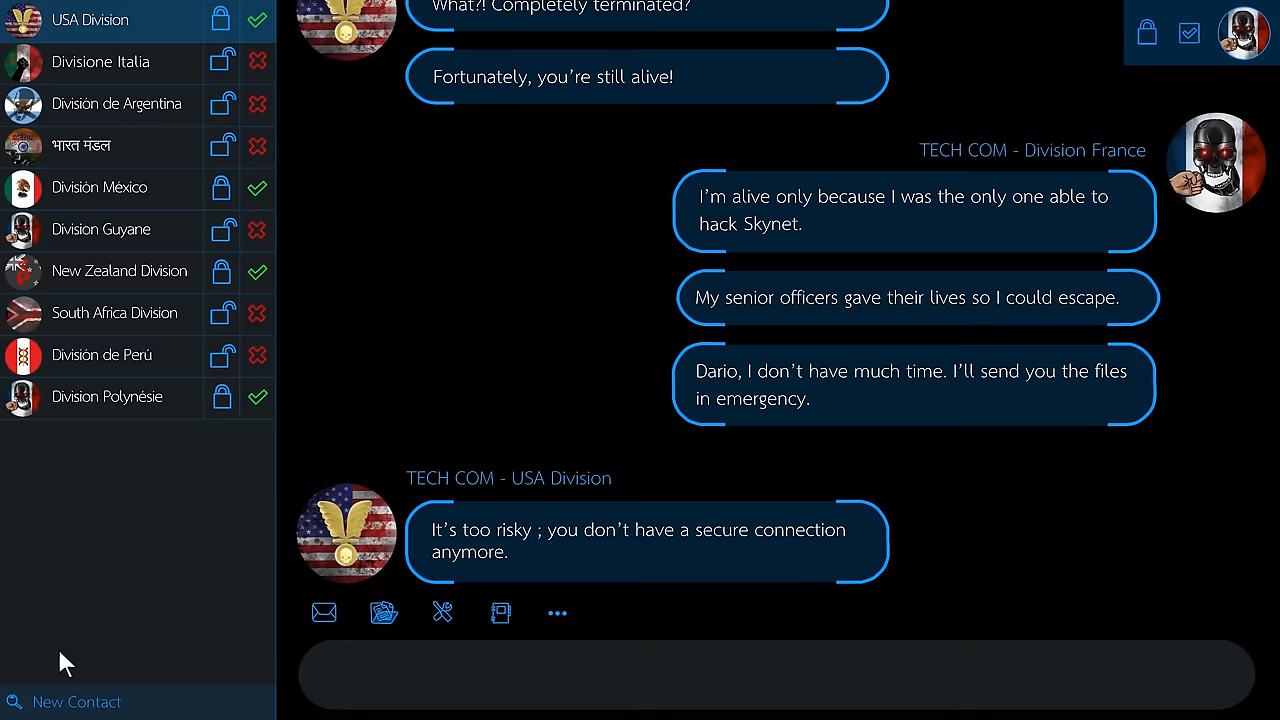 USA Division
Divisione Italia
División de Argentina
भारत मंडल
División México
Division Guyane
New Zealand Division
South Africa Division
División de Perú
Division Polynésie
New Contact
What?! Completely terminated?
Fortunately, you’re still alive!
TECH COM - Division France
I’m alive only because I was the only one able to
hack Skynet.
My senior officers gave their lives so I could escape.
Dario, I don’t have much time. I’ll send you the files
in emergency.
TECH COM - USA Division
It’s too risky ; you don’t have a secure connection
anymore.